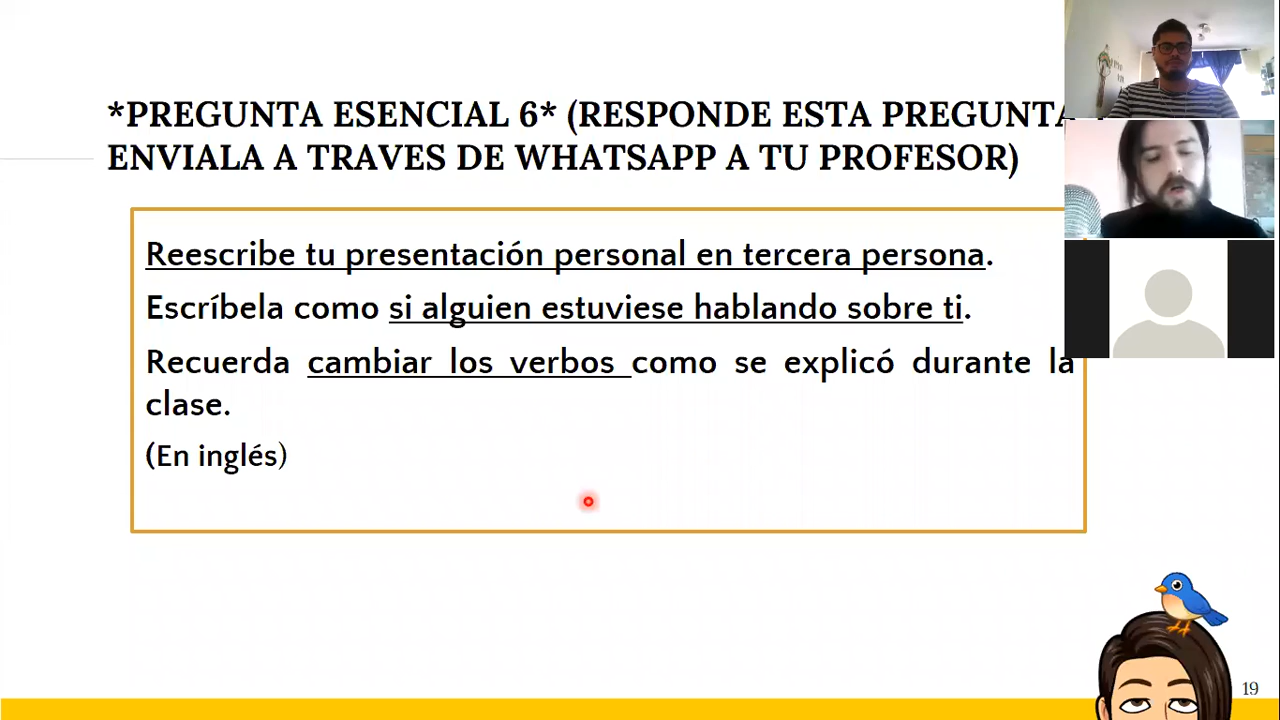 *PREGUNTA ESENCIAL 6* (RESPONDE ESTA PREGUNTA
ENVIALA A TRAVES DE WHATSAPP A TU PROFESOR)
Reescribe tu presentación personal en tercera persona.
Escríbela como si alguien estuviese hablando sobre ti.
Recuerda cambiar los verbos como se explicó durante la
clase.
(En inglés)
19